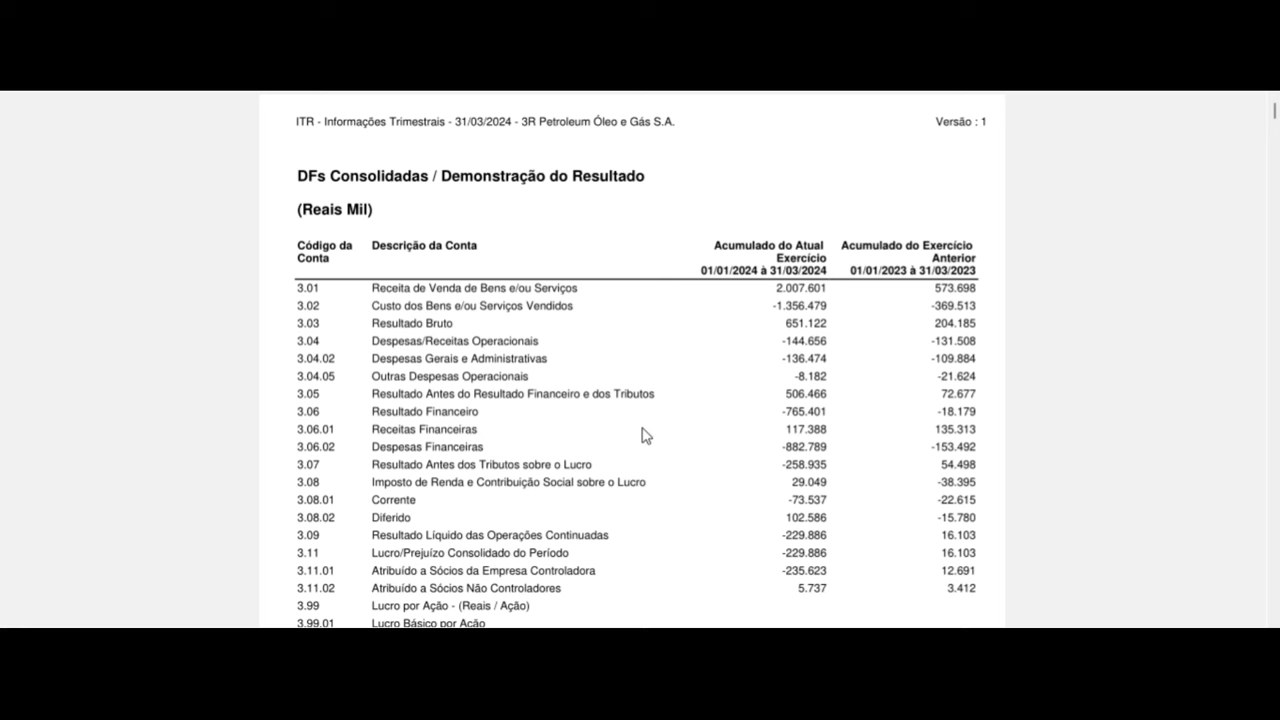 ITR - Informações Trimestrais - 31/03/2024 - 3R Petroleum Óleo e Gás S.A. Versão : 1
DFs Consolidadas / Demonstração do Resultado
(Reais Mil)
Código da Conta Descrição da Conta Acumulado do Atual Exercício 01/01/2024 à 31/03/2024 Acumulado do Exercício Anterior 01/01/2023 à 31/03/2023
3.01 Receita de Venda de Bens e/ou Serviços 2.007.601 573.698
3.02 Custo dos Bens e/ou Serviços Vendidos -1.356.479 -369.513
3.03 Resultado Bruto 651.122 204.185
3.04 Despesas/Receitas Operacionais -144.656 -131.508
3.04.02 Despesas Gerais e Administrativas -136.474 -109.884
3.04.05 Outras Despesas Operacionais -8.182 -21.624
3.05 Resultado Antes do Resultado Financeiro e dos Tributos 506.466 72.677
3.06 Resultado Financeiro -765.401 -18.179
3.06.01 Receitas Financeiras 117.388 135.313
3.06.02 Despesas Financeiras -882.789 -153.492
3.07 Resultado Antes dos Tributos sobre o Lucro -258.935 54.498
3.08 Imposto de Renda e Contribuição Social sobre o Lucro 29.049 -38.395
3.08.01 Corrente -73.537 -22.615
3.08.02 Diferido 102.586 -15.780
3.09 Resultado Líquido das Operações Continuadas -229.886 16.103
3.11 Lucro/Prejuízo Consolidado do Período -229.886 16.103
3.11.01 Atribuído a Sócios da Empresa Controladora -235.623 12.691
3.11.02 Atribuído a Sócios Não Controladores 5.737 3.412
3.99 Lucro por Ação - (Reais / Ação)
3.99.01 Lucro Básico por Ação